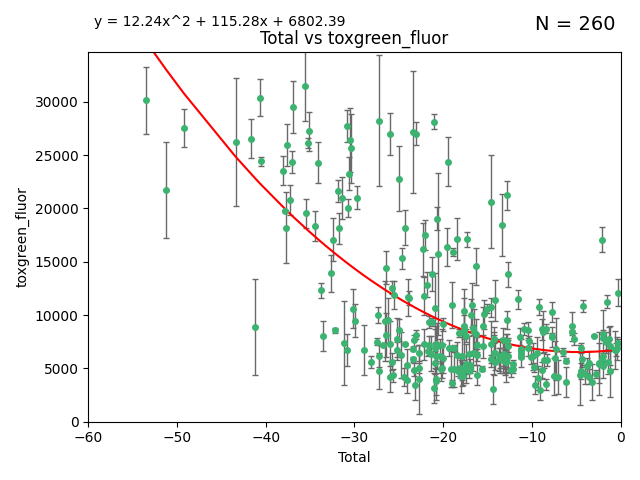 y = 12.24x^2 + 115.28x + 6802.39
N = 260
Total vs toxgreen_fluor
30000
25000
20000
15000
10000
5000
0
toxgreen_fluor
−60
−50
−40
−30
−20
−10
0
Total